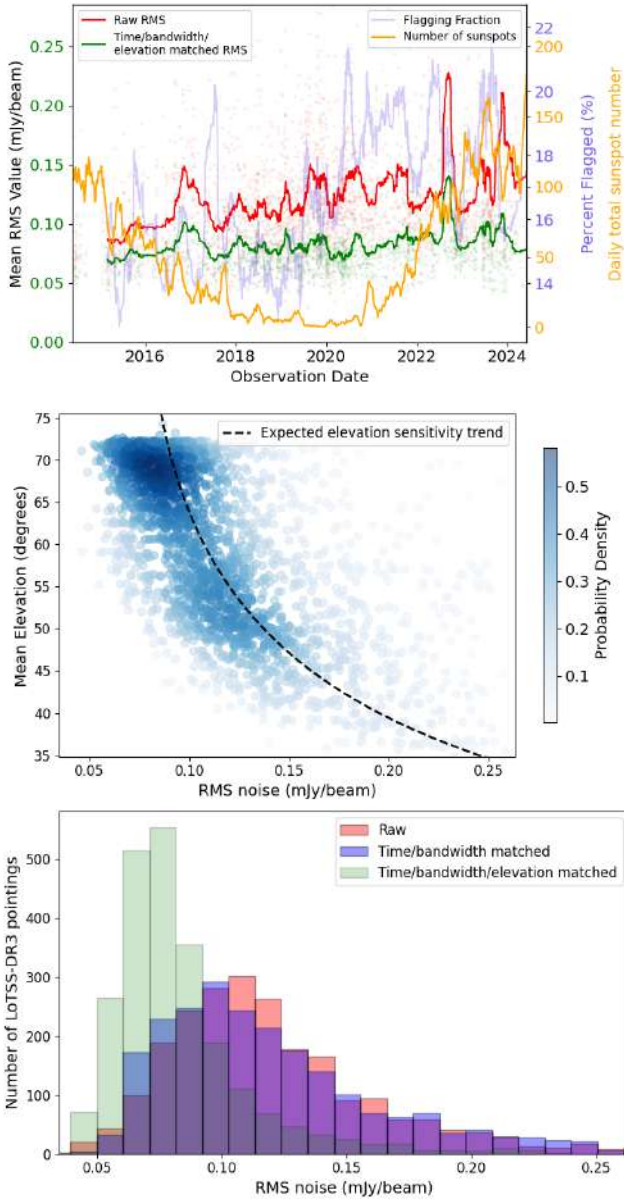 Raw RMS
Time/bandwidth/
elevation matched RMS
Flagging Fraction
Number of sunspots
Mean RMS Value (mJy/beam)
0.25
0.20
0.15
0.10
0.05
0.00
22
20
18
16
14
Percent Flagged (%)
200
150
100
50
0
Daily total sunspot number
2016
2018
2020
2022
2024
Observation Date
Expected elevation sensitivity trend
Mean Elevation (degrees)
75
70
65
60
55
50
45
40
35
0.05
0.10
0.15
0.20
0.25
RMS noise (mJy/beam)
0.5
0.4
0.3
0.2
0.1
Probability Density
Raw
Time/bandwidth matched
Time/bandwidth/elevation matched
Number of LoTSS-DR3 pointings
500
400
300
200
100
0
0.05
0.10
0.15
0.20
0.25
RMS noise (mJy/beam)